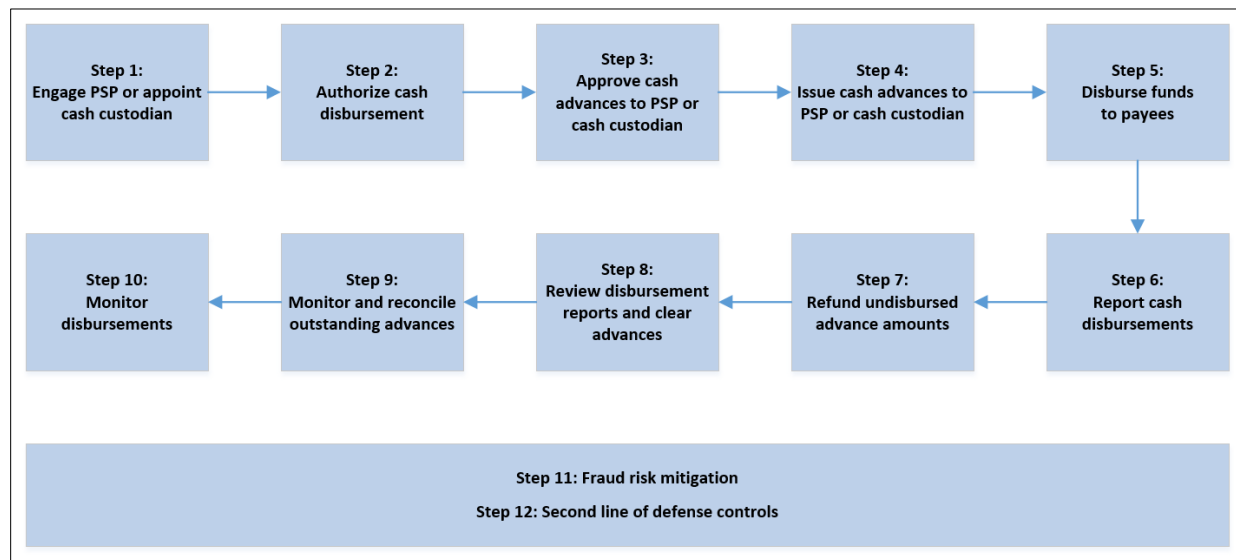 Step 1:
Engage PSP or appoint
cash custodian
Step 2:
Authorize cash
disbursement
Step 3:
Approve cash
advances to PSP or
cash custodian
Step 4:
Issue cash advances to
PSP or cash custodian
Step 5:
Disburse funds
to payees
Step 6:
Report cash
disbursements
Step 7:
Refund undisbursed
advance amounts
Step 8:
Review disbursement
reports and clear
advances
Step 9:
Monitor and reconcile
outstanding advances
Step 10:
Monitor
disbursements
Step 11: Fraud risk mitigation
Step 12: Second line of defense controls